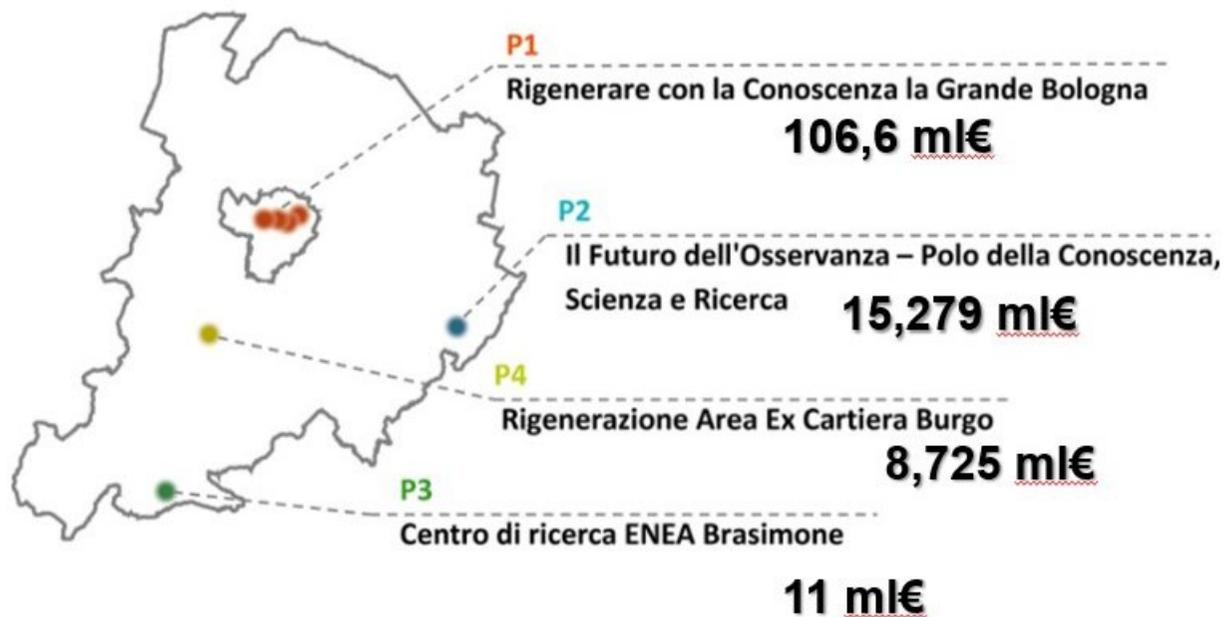 P1
Rigenerare con la Conoscenza la Grande Bologna
106,6 ml€
P2
Il Futuro dell'Osservanza – Polo della Conoscenza,
Scienza e Ricerca
15,279 ml€
P4
Rigenerazione Area Ex Cartiera Burgo
8,725 ml€
P3
Centro di ricerca ENEA Brasimone
11 ml€